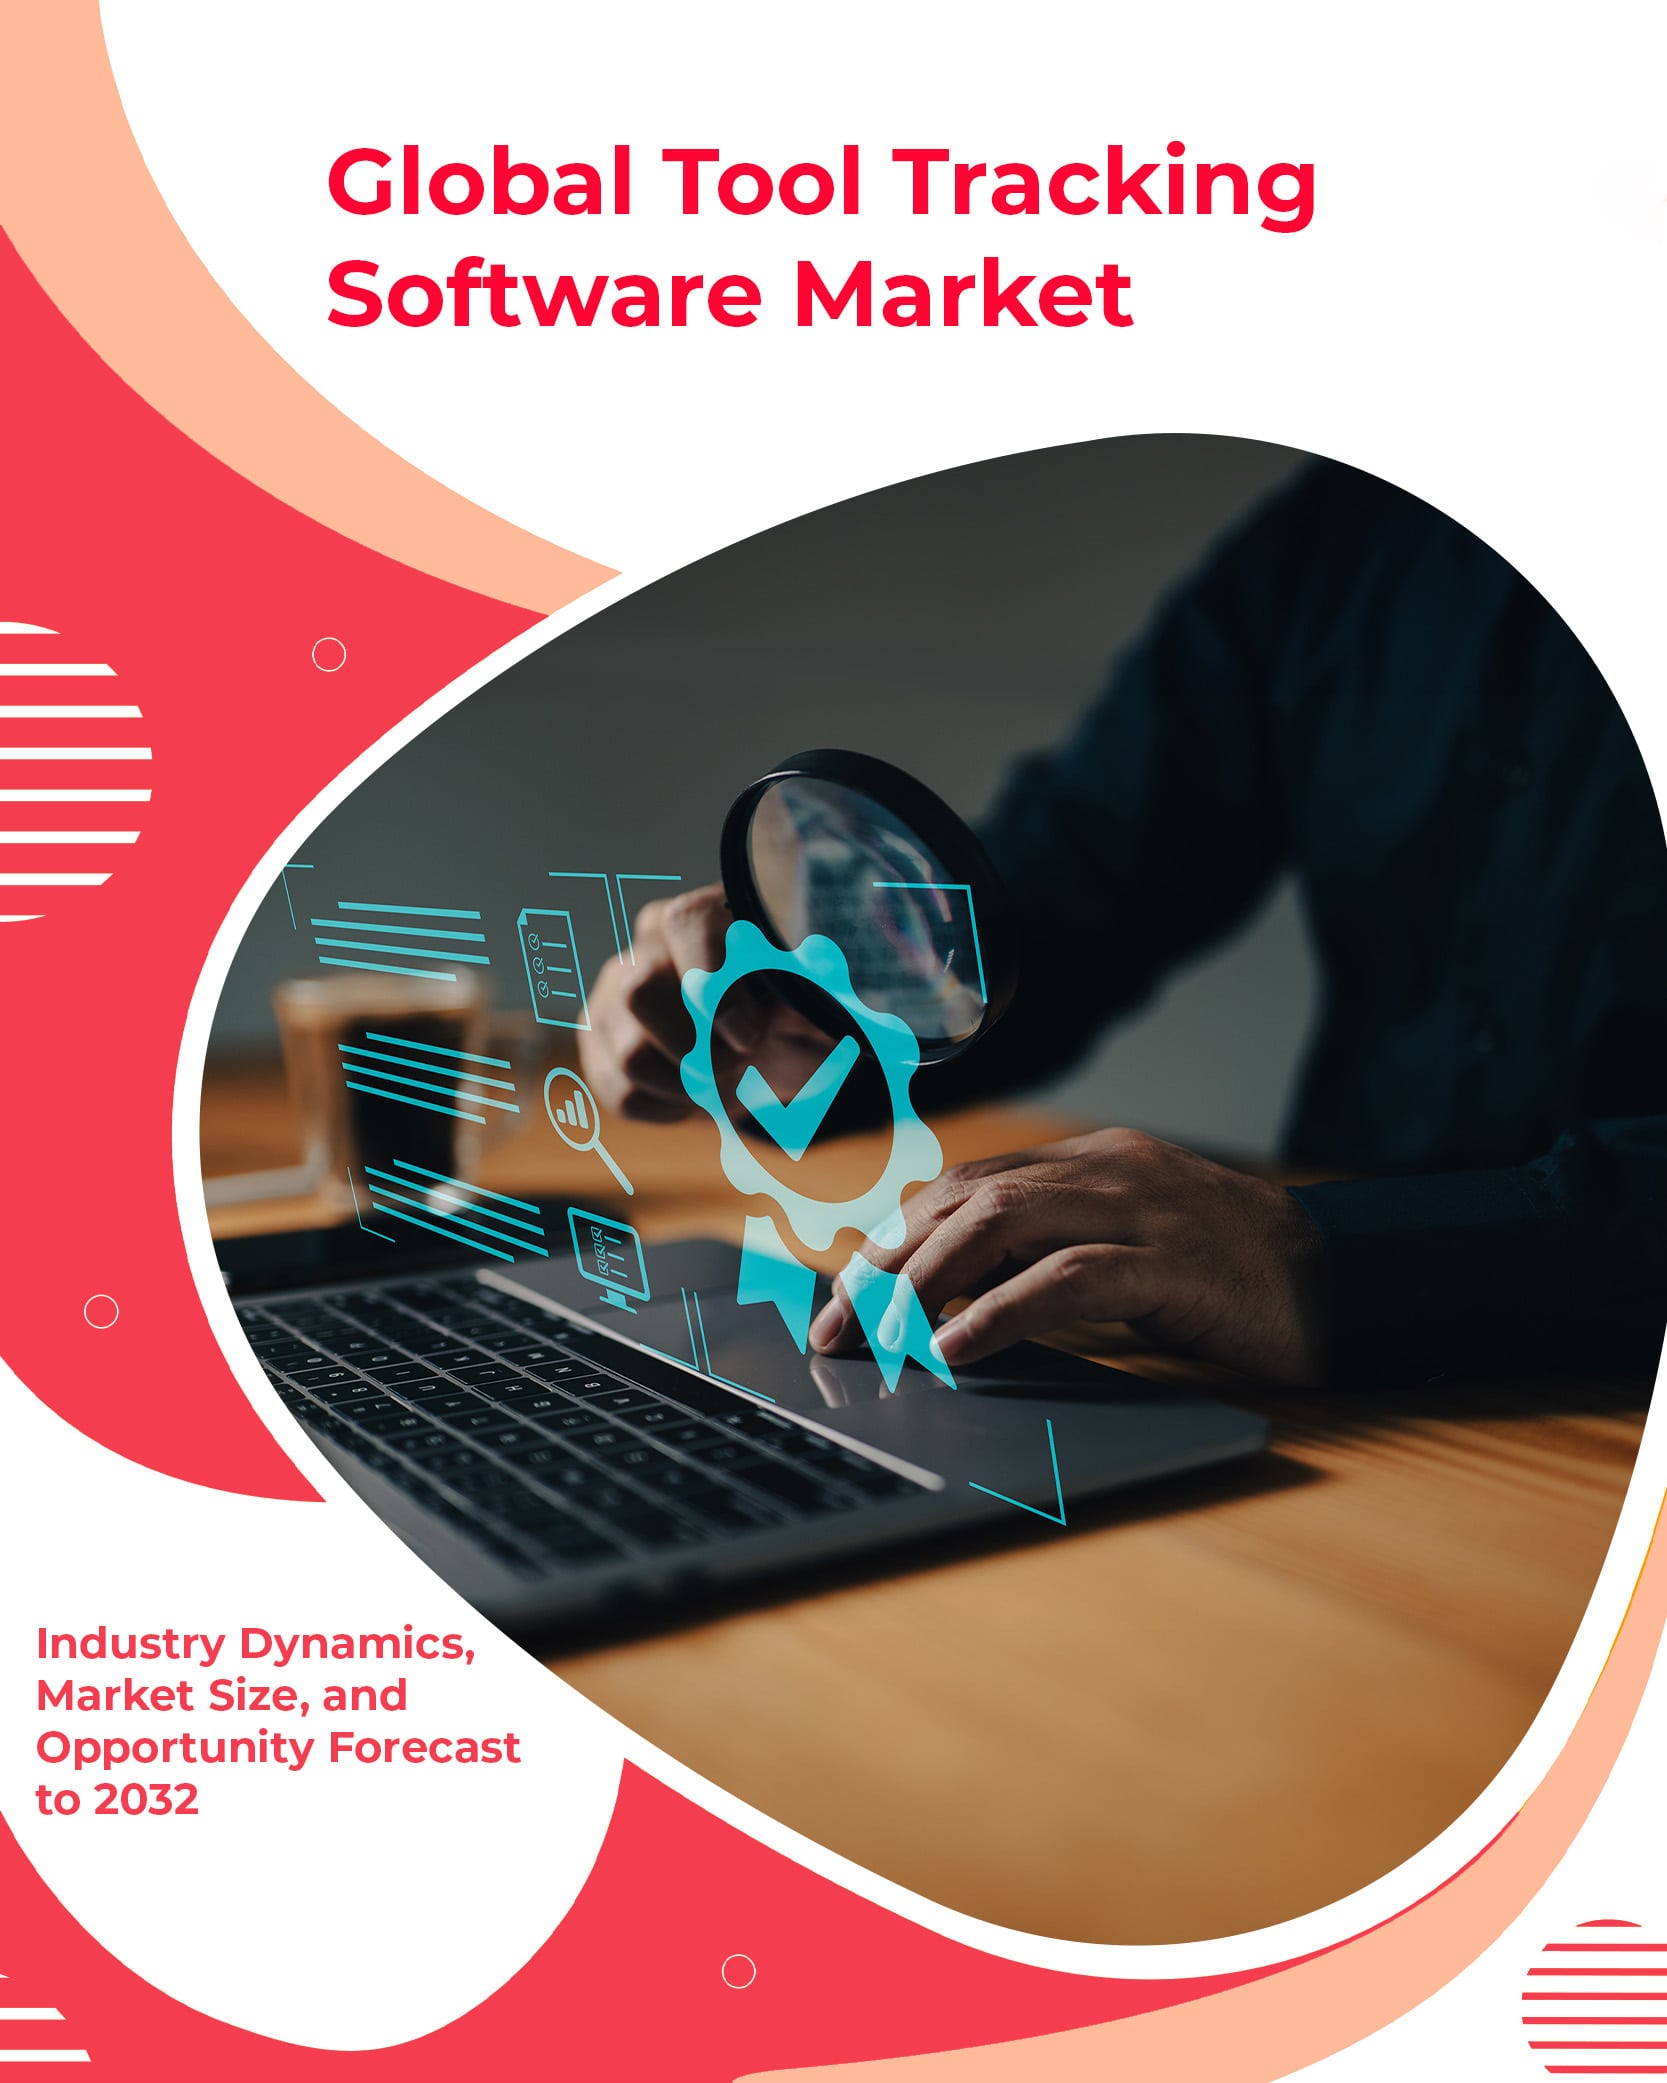 Global Tool Tracking
Software Market
Industry Dynamics,
Market Size, and
Opportunity Forecast
to 2032